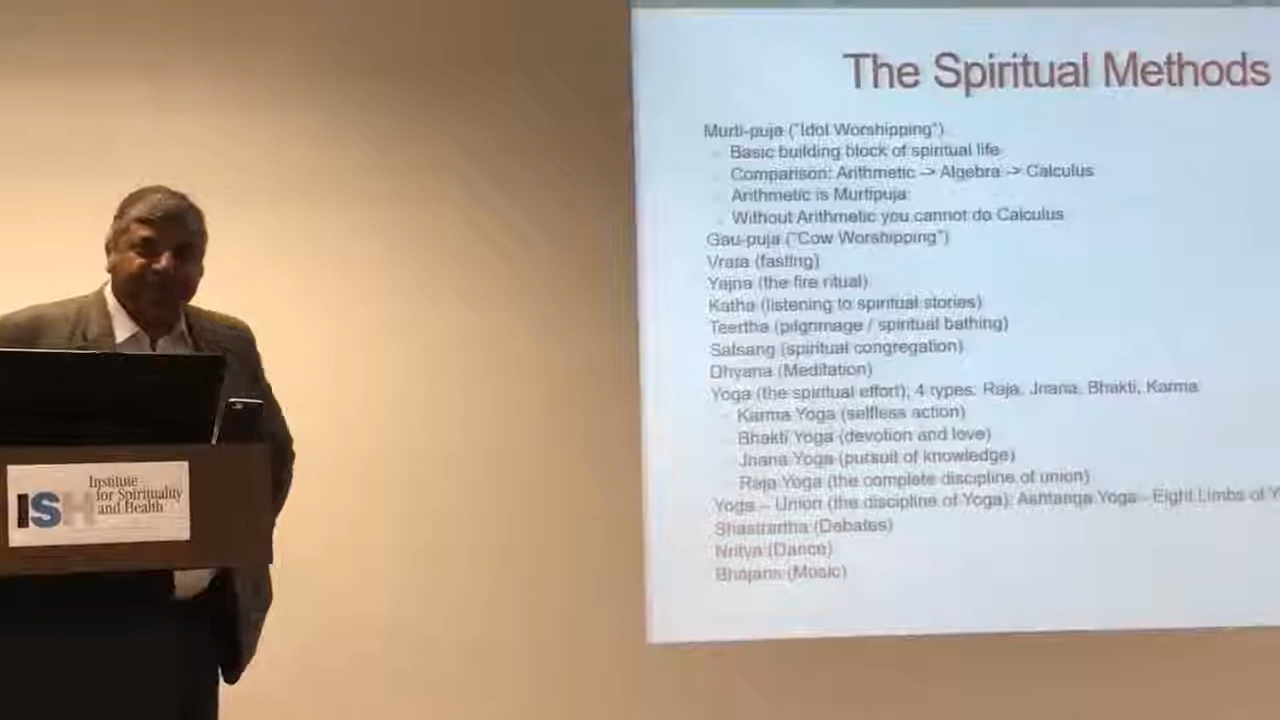 The Spiritual Methods
Murti-puja ("Idol Worshipping")
Basic building block of spiritual life
Comparison: Arithmetic -> Algebra -> Calculus
Arithmetic is Murtipuja
Without Arithmetic you cannot do Calculus
Gau-puja ("Cow Worshipping")
Vrata (fasting)
Yajna (the fire ritual)
Katha (listening to spiritual stories)
Teertha (pilgrimage / spiritual bathing)
Satsang (spiritual congregation)
Dhyana (Meditation)
Yoga (the spiritual effort); 4 types: Raja, Jnana, Bhakti, Karma
Karma Yoga (selfless action)
Bhakti Yoga (devotion and love)
Jnana Yoga (pursuit of knowledge)
Raja Yoga (the complete discipline of union)
Yoga – Union (the discipline of Yoga): Ashtanga Yoga - Eight Limbs of Y
Shastrartha (Debates)
Nritya (Dance)
Bhajans (Music)
ISH
Institute
for Spirituality
and Health